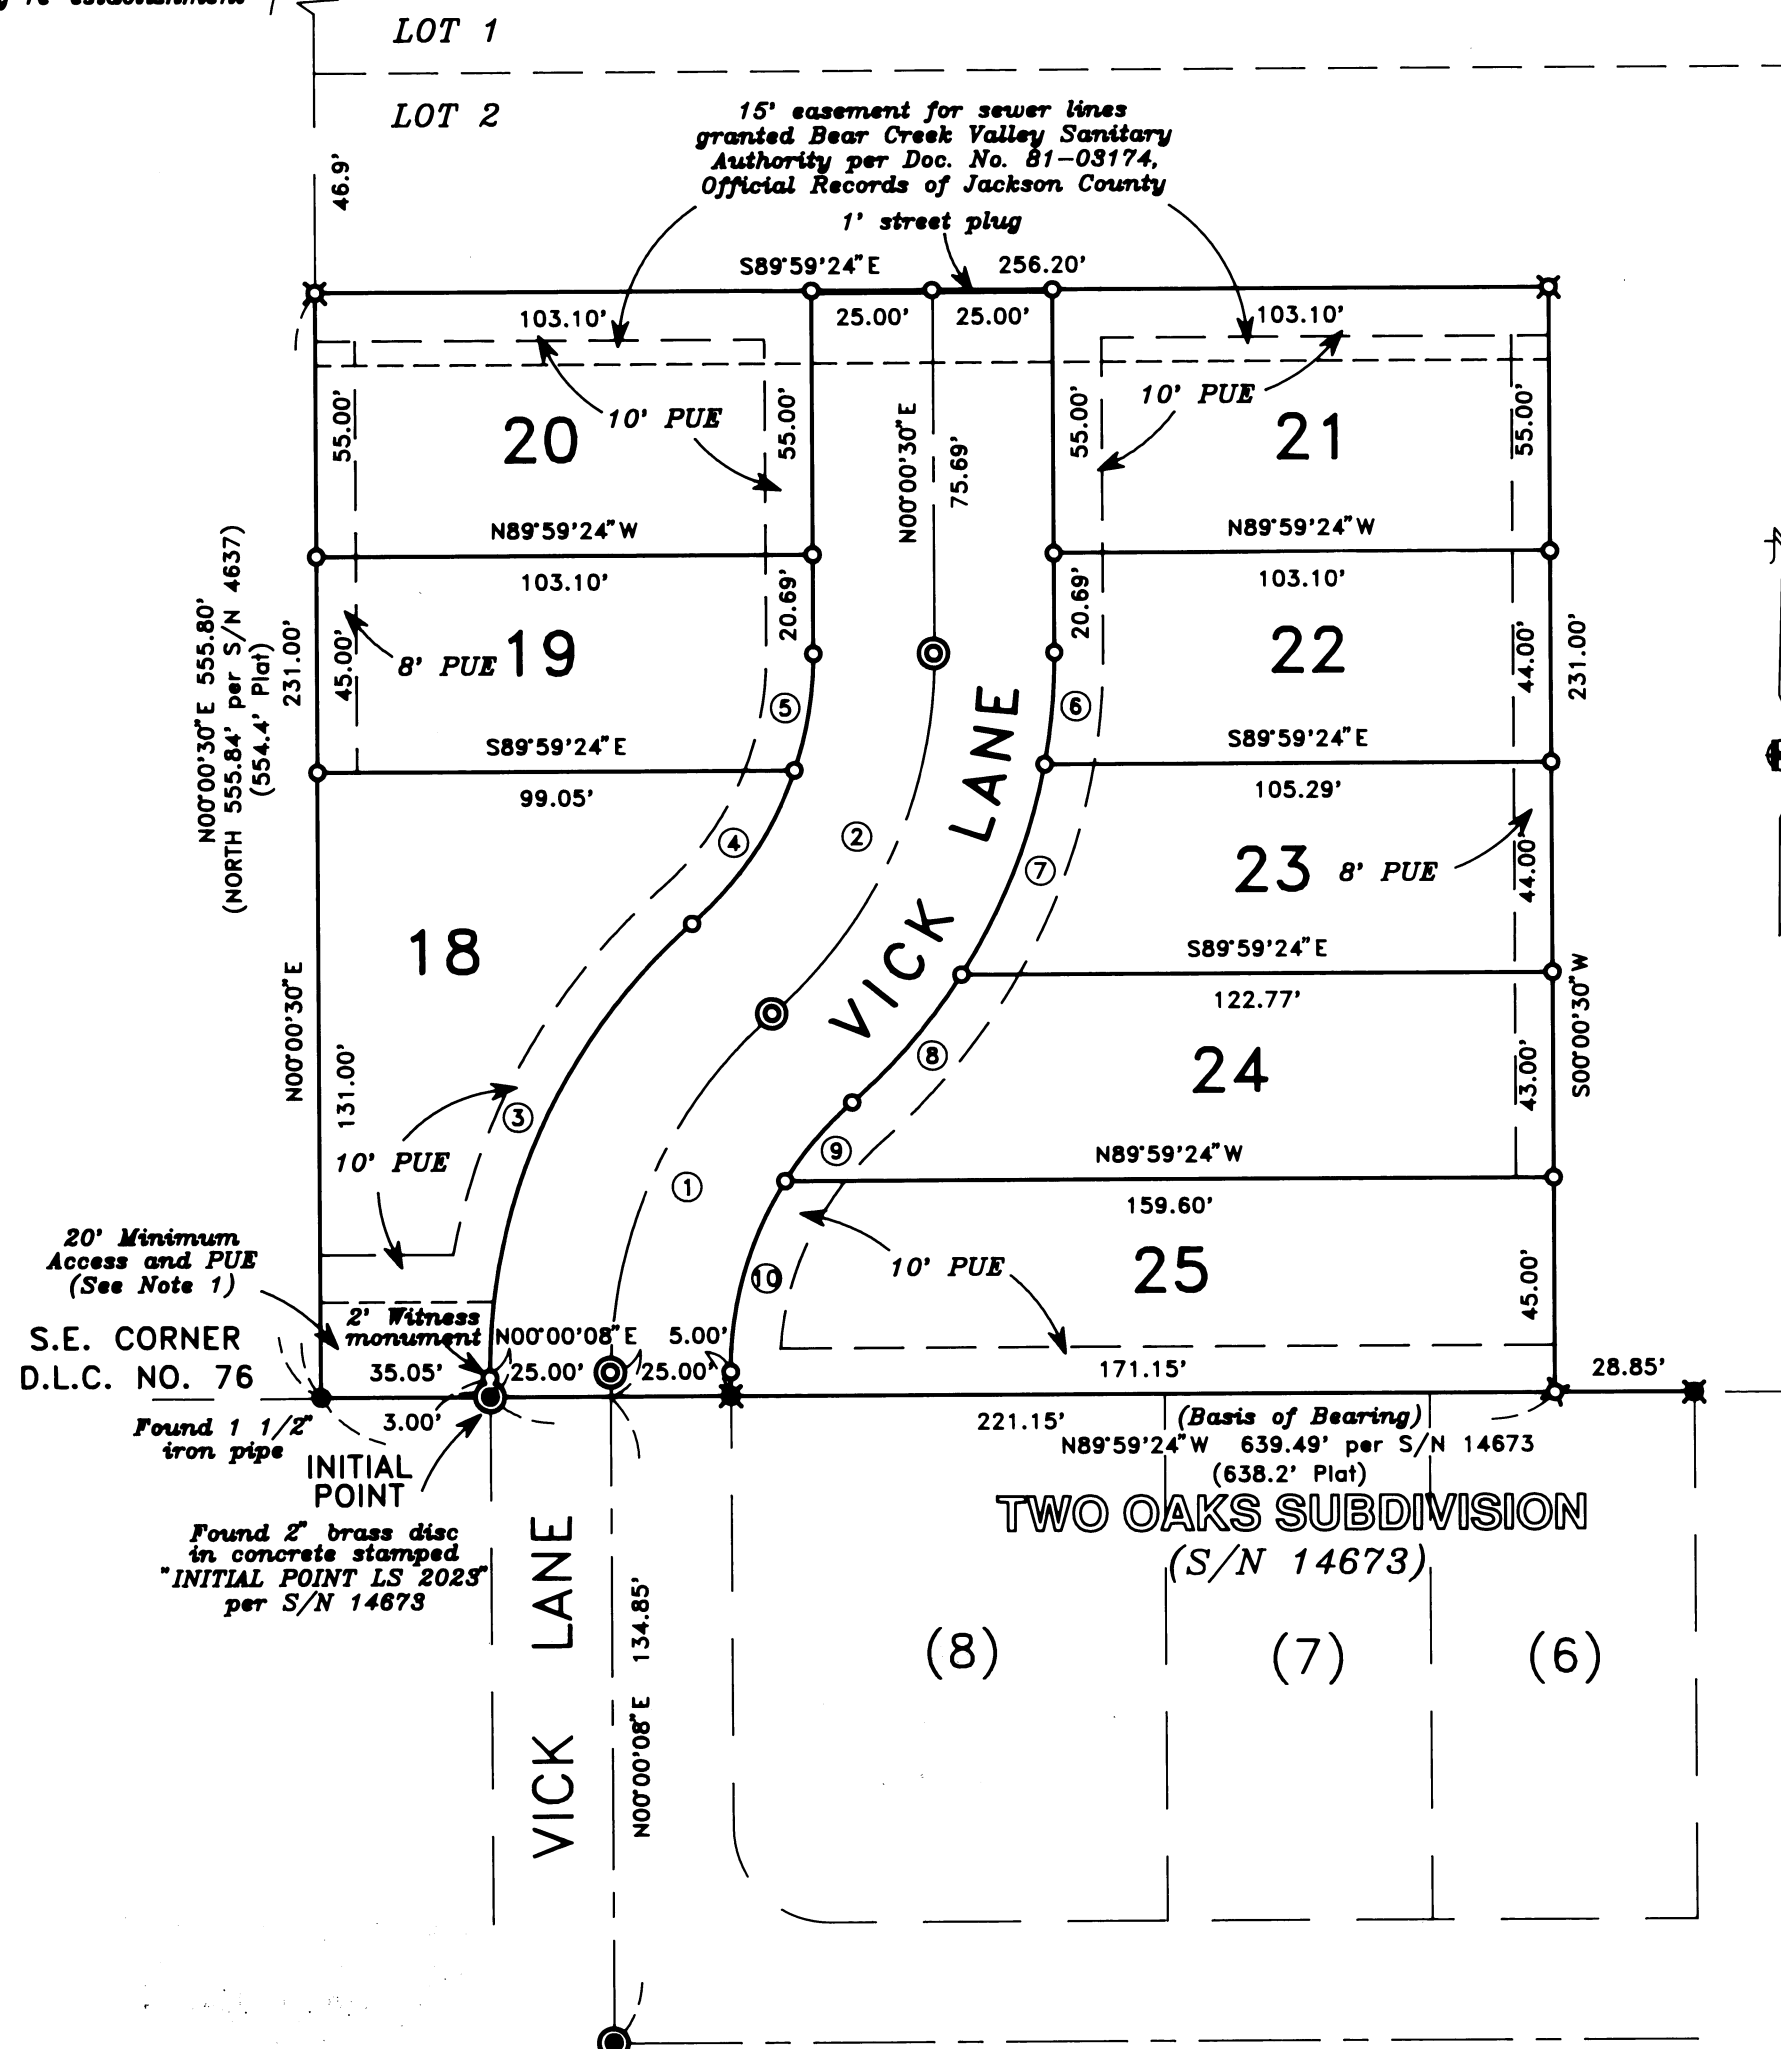 LOT 1
LOT 2
46.9'
15' easement for sewer lines
granted Bear Creek Valley Sanitary
Authority per Doc. No. 81-03174,
Official Records of Jackson County
1' street plug
S89°59'24"E
256.20'
103.10'
25.00'
25.00'
103.10'
55.00'
10' PUE
20
55.00'
N00°00'30"E
75.69'
55.00'
10' PUE
21
55.00'
N89°59'24"W
103.10'
N89°59'24"W
103.10'
N00°00'30"E 555.80'
(NORTH 555.84' per S/N 4637)
(554.4' Plat)
231.00'
45.00'
8' PUE
19
20.69'
5
20.69'
6
22
44.00'
231.00'
S89°59'24"E
99.05'
S89°59'24"E
105.29'
4
2
VICK LANE
7
23
8' PUE
44.00'
18
S89°59'24"E
122.77'
N00°00'30"E
131.00'
3
8
24
43.00'
S00°00'30"W
10' PUE
1
9
N89°59'24"W
159.60'
20' Minimum
Access and PUE
(See Note 1)
10
10' PUE
25
45.00'
2' Witness
monument
N00°00'08"E
5.00'
S.E. CORNER
D.L.C. NO. 76
35.05'
25.00'
25.00'
171.15'
28.85'
Found 1 1/2"
iron pipe
3.00'
INITIAL
POINT
221.15'
(Basis of Bearing)
N89°59'24"W 639.49' per S/N 14673
(638.2' Plat)
TWO OAKS SUBDIVISION
(S/N 14673)
Found 2" brass disc
in concrete stamped
"INITIAL POINT LS 2023"
per S/N 14673
VICK LANE
N00°00'08"E 134.85'
(8)
(7)
(6)